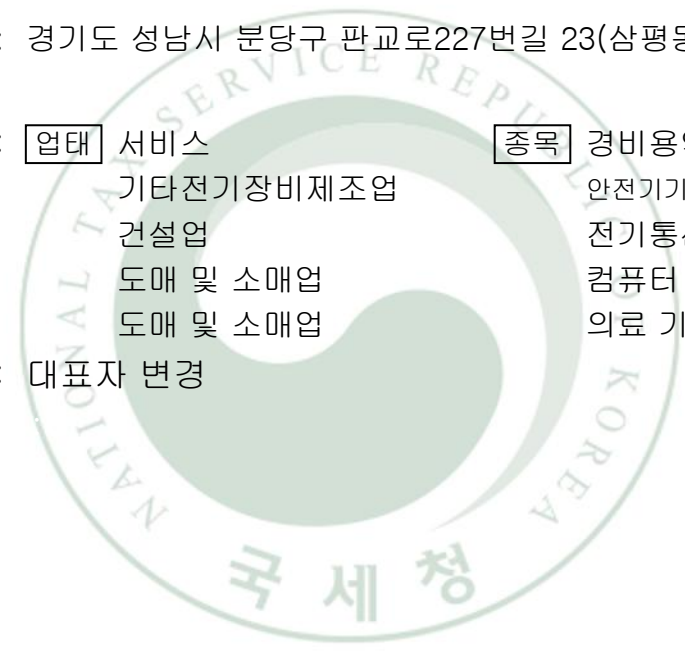 : 경기도 성남시 분당구 판교로227번길 23(삼평동
: 업태 서비스 종목 경비용역
기타전기장비제조업 안전기기
건설업 전기통신
도매 및 소매업 컴퓨터
도매 및 소매업 의료 기
: 대표자 변경
NATIONAL TAX SERVICE REPUBLIC OF KOREA
국세청